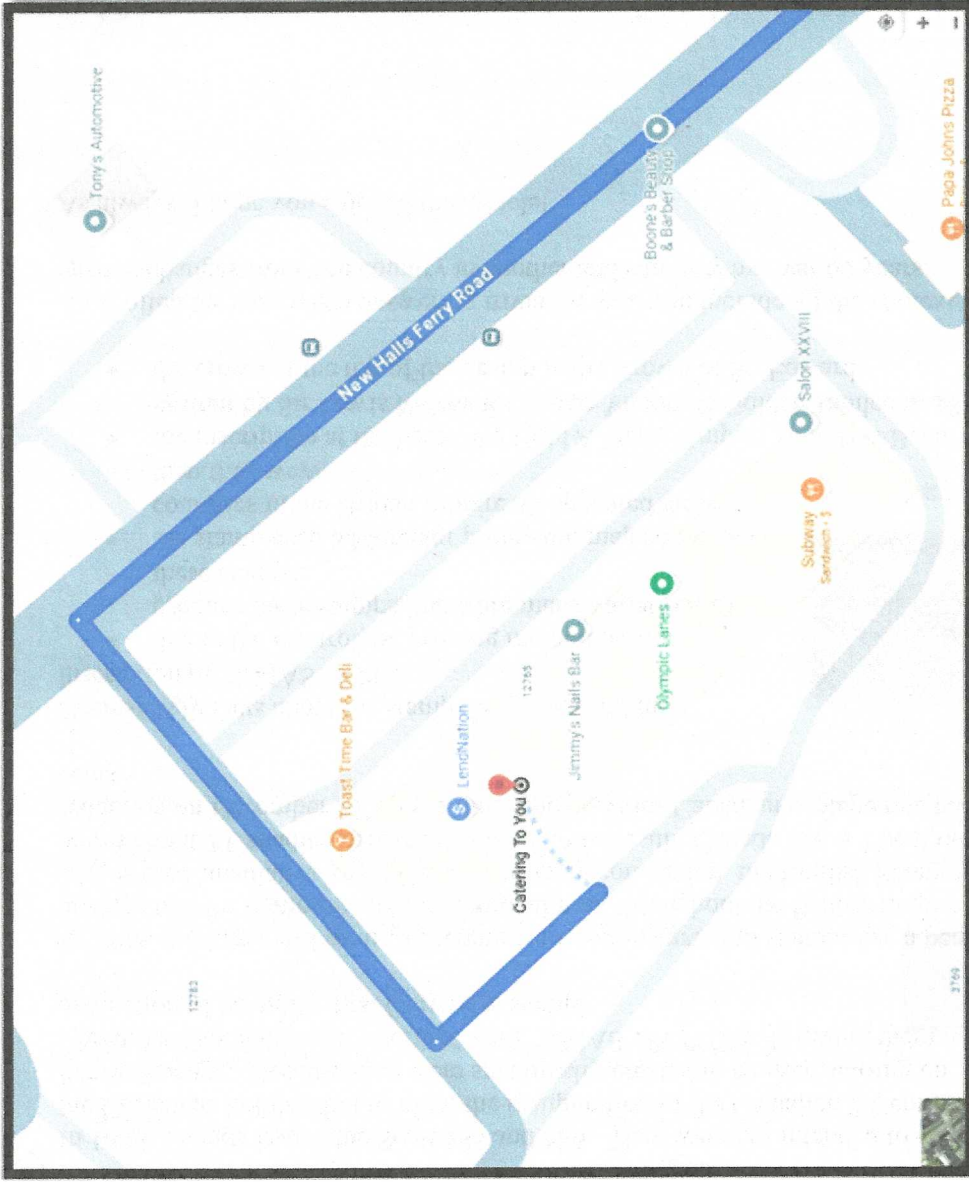 Tony's Automotive
New Halls Ferry Road
Boone's Beauty
& Barber Shop
Papa Johns Pizza
Salon XXVIII
Subway
Sandwich • $
Olympic Lanes
Jimmy's Nails Bar
12765
Toast Time Bar & Deli
$ LendNation
Catering To You
12782
3769
+
−